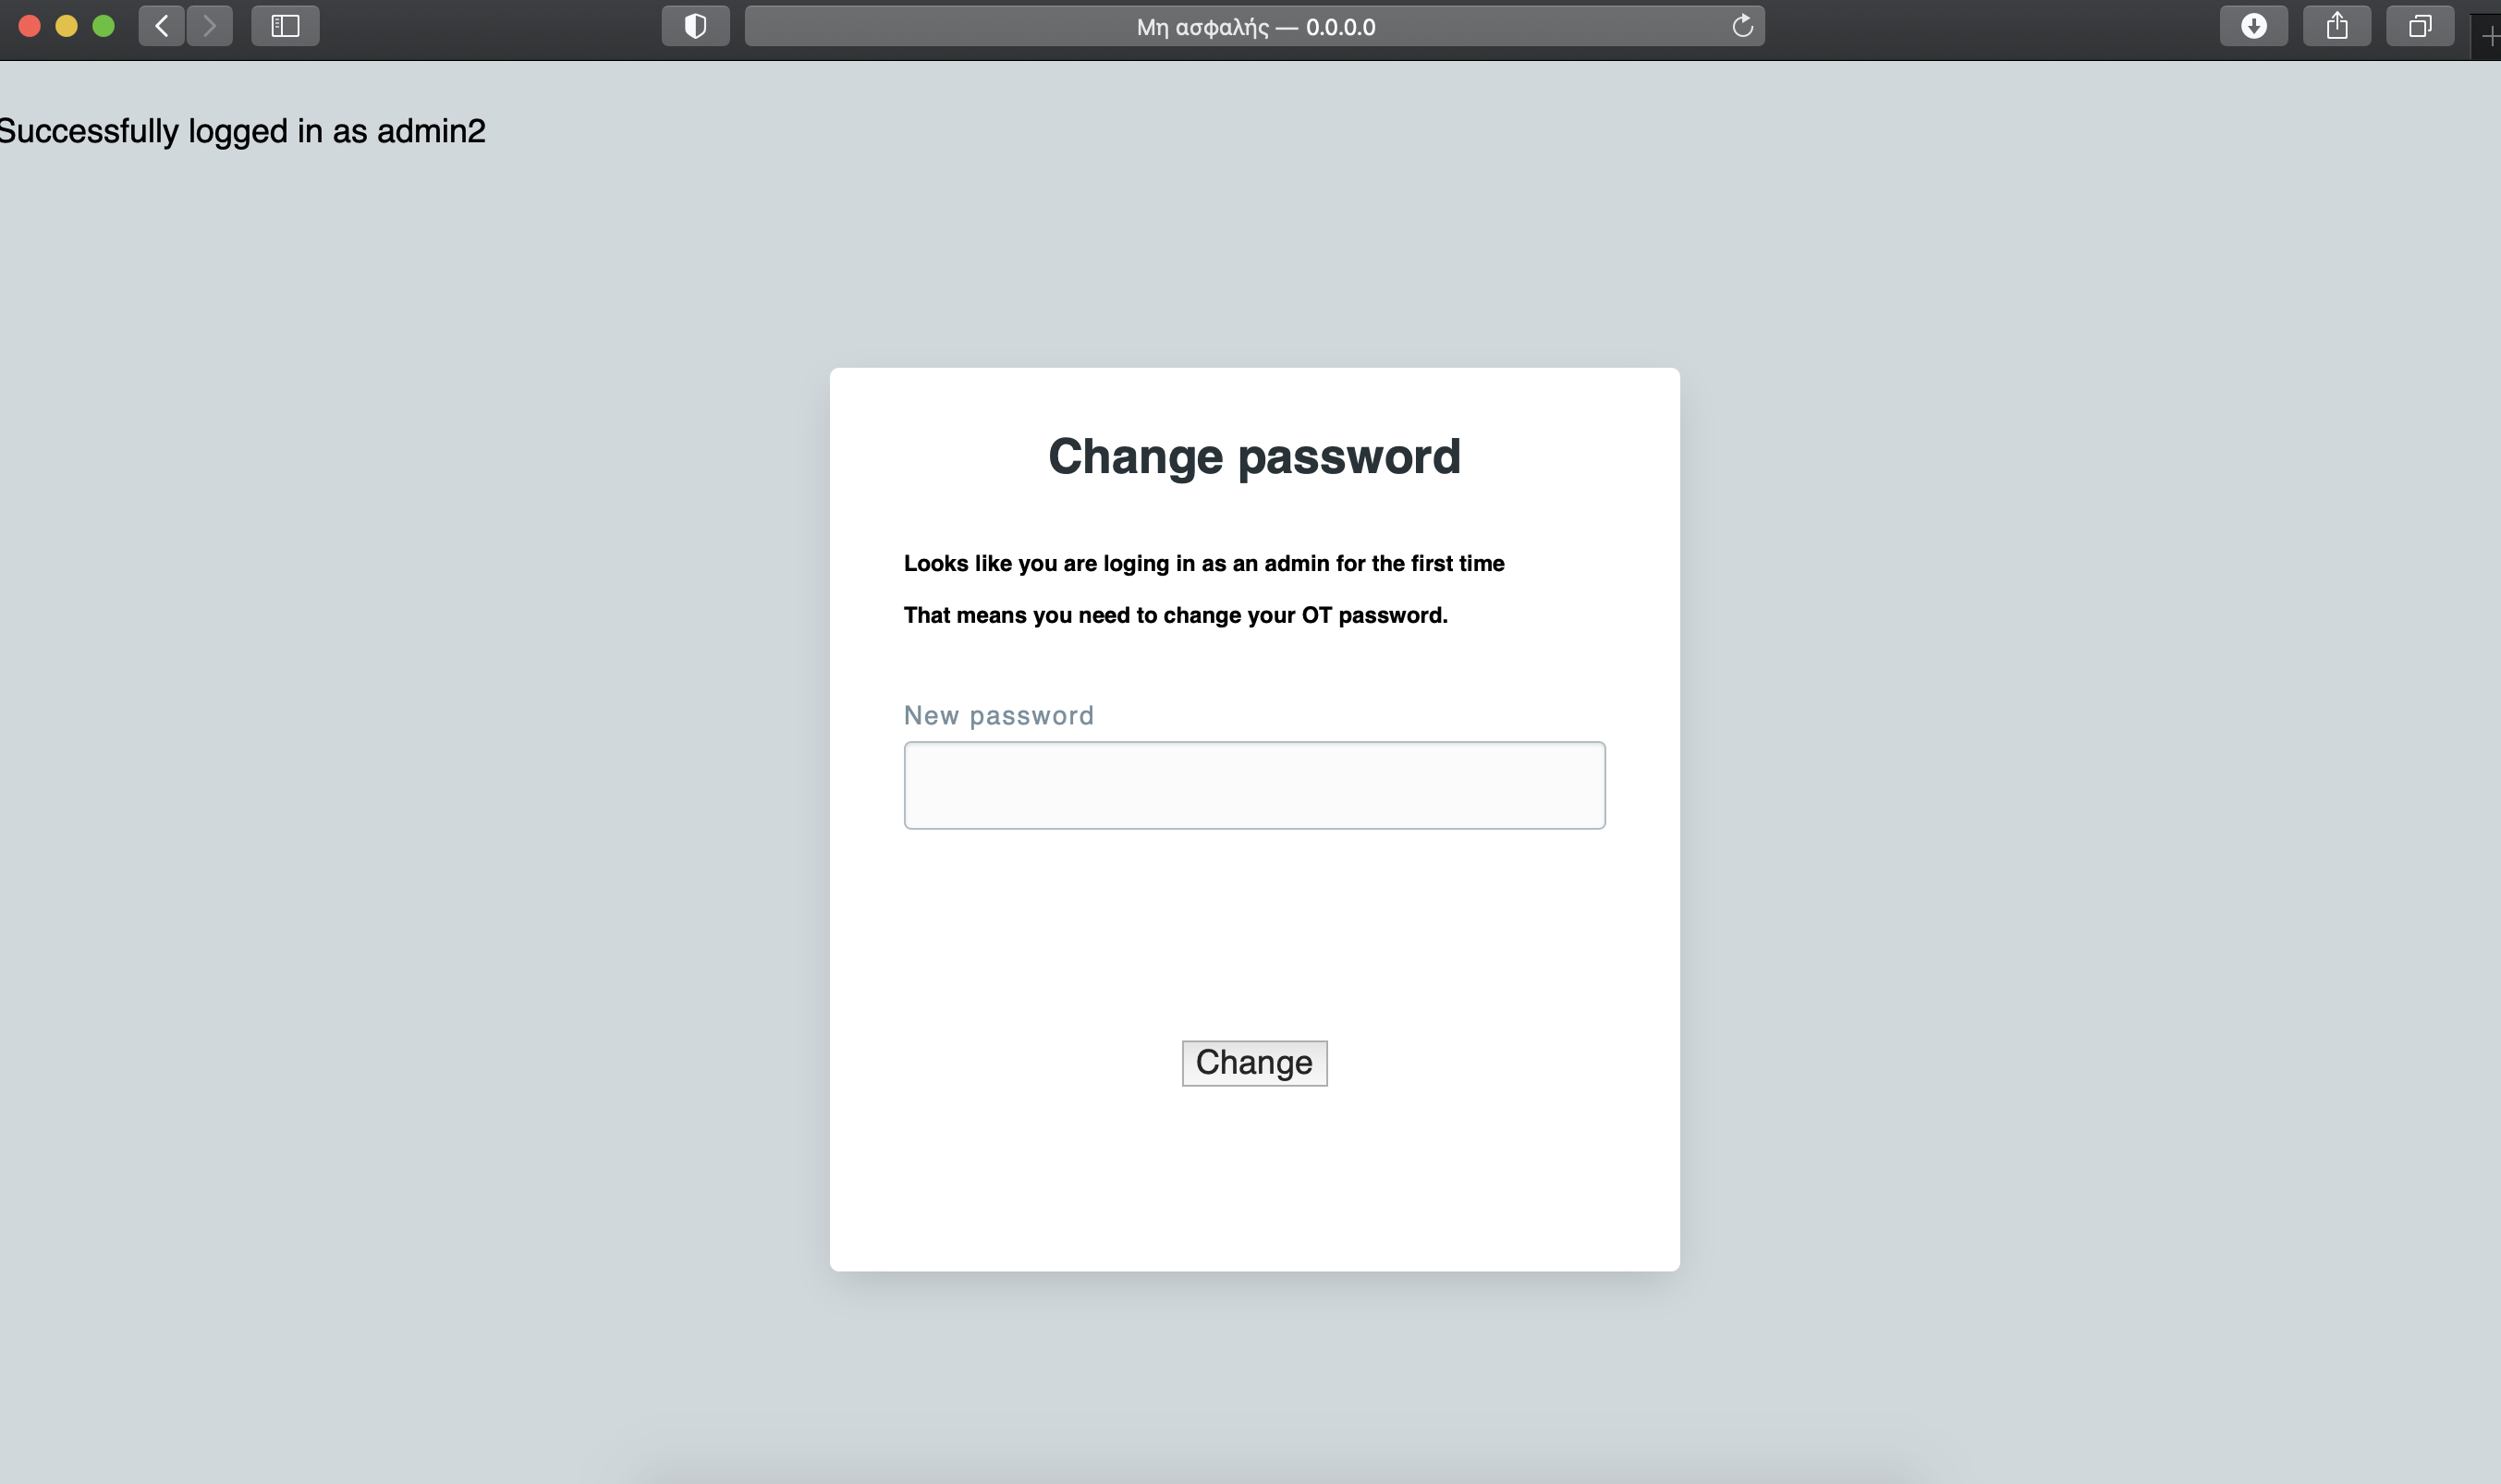 Μη ασφαλής — 0.0.0.0
Successfully logged in as admin2
Change password
Looks like you are loging in as an admin for the first time
That means you need to change your OT password.
New password
Change